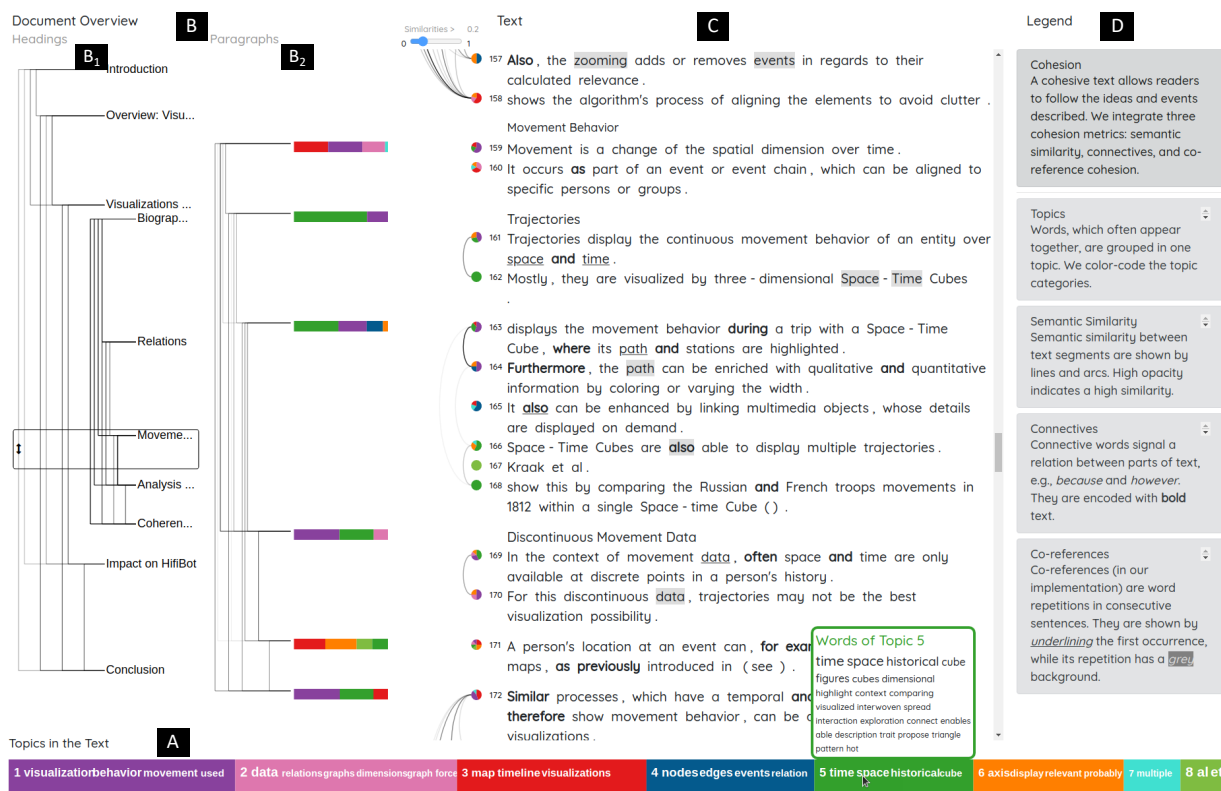 Document Overview
B
Headings
B1
Paragraphs
B2
Introduction
Overview: Visu...
Visualizations ...
Biograp...
Relations
Moveme...
Analysis ...
Coheren...
Impact on HifiBot
Conclusion
Similarities > 0.2
0 1
Text
C
157 Also , the zooming adds or removes events in regards to their
calculated relevance .
158 shows the algorithm's process of aligning the elements to avoid clutter .
Movement Behavior
159 Movement is a change of the spatial dimension over time .
160 It occurs as part of an event or event chain , which can be aligned to
specific persons or groups .
Trajectories
161 Trajectories display the continuous movement behavior of an entity over
space and time .
162 Mostly , they are visualized by three - dimensional Space - Time Cubes
.
163 displays the movement behavior during a trip with a Space - Time
Cube , where its path and stations are highlighted .
164 Furthermore , the path can be enriched with qualitative and quantitative
information by coloring or varying the width .
165 It also can be enhanced by linking multimedia objects , whose details
are displayed on demand .
166 Space - Time Cubes are also able to display multiple trajectories .
167 Kraak et al .
168 show this by comparing the Russian and French troops movements in
1812 within a single Space - time Cube ( ) .
Discontinuous Movement Data
169 In the context of movement data , often space and time are only
available at discrete points in a person's history .
170 For this discontinuous data , trajectories may not be the best
visualization possibility .
171 A person's location at an event can , for exa
maps , as previously introduced in ( see ) .
172 Similar processes , which have a temporal and
therefore show movement behavior , can be
visualizations .
Words of Topic 5
time space historical cube
figures cubes dimensional
highlight context comparing
visualized interwoven spread
interaction exploration connect enables
able description trait propose triangle
pattern hot
Legend
D
Cohesion
A cohesive text allows readers
to follow the ideas and events
described. We integrate three
cohesion metrics: semantic
similarity, connectives, and co-
reference cohesion.
Topics
Words, which often appear
together, are grouped in one
topic. We color-code the topic
categories.
Semantic Similarity
Semantic similarity between
text segments are shown by
lines and arcs. High opacity
indicates a high similarity.
Connectives
Connective words signal a
relation between parts of text,
e.g., because and however.
They are encoded with bold
text.
Co-references
Co-references (in our
implementation) are word
repetitions in consecutive
sentences. They are shown by
underlining the first occurrence,
while its repetition has a grey
background.
Topics in the Text
A
1 visualization behavior movement used
2 data relations graphs dimensions graph force
3 map timeline visualizations
4 nodes edges events relation
5 time space historical cube
6 axis display relevant probably
7 multiple
8 al et